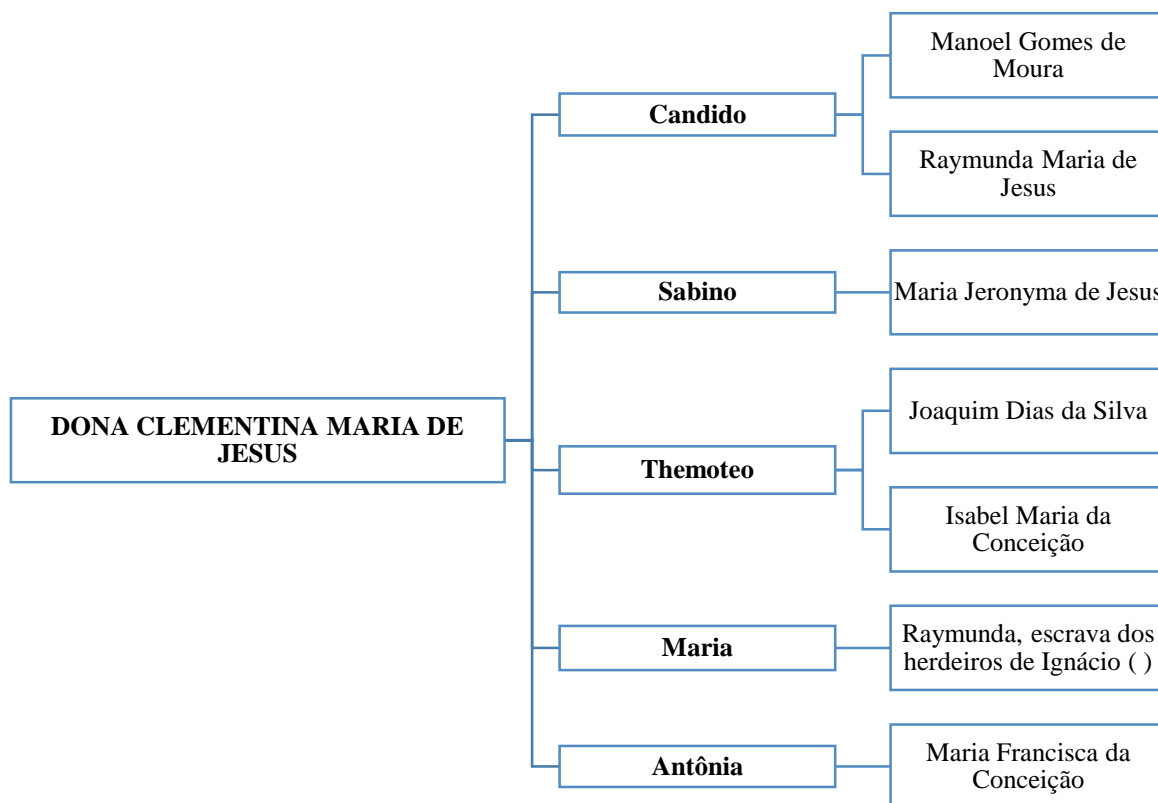 Manoel Gomes de
Moura
Candido
Raymunda Maria de
Jesus
Sabino
Maria Jeronyma de Jesus
DONA CLEMENTINA MARIA DE
JESUS
Joaquim Dias da Silva
Themoteo
Isabel Maria da
Conceição
Maria
Raymunda, escrava dos
herdeiros de Ignácio ( )
Antônia
Maria Francisca da
Conceição